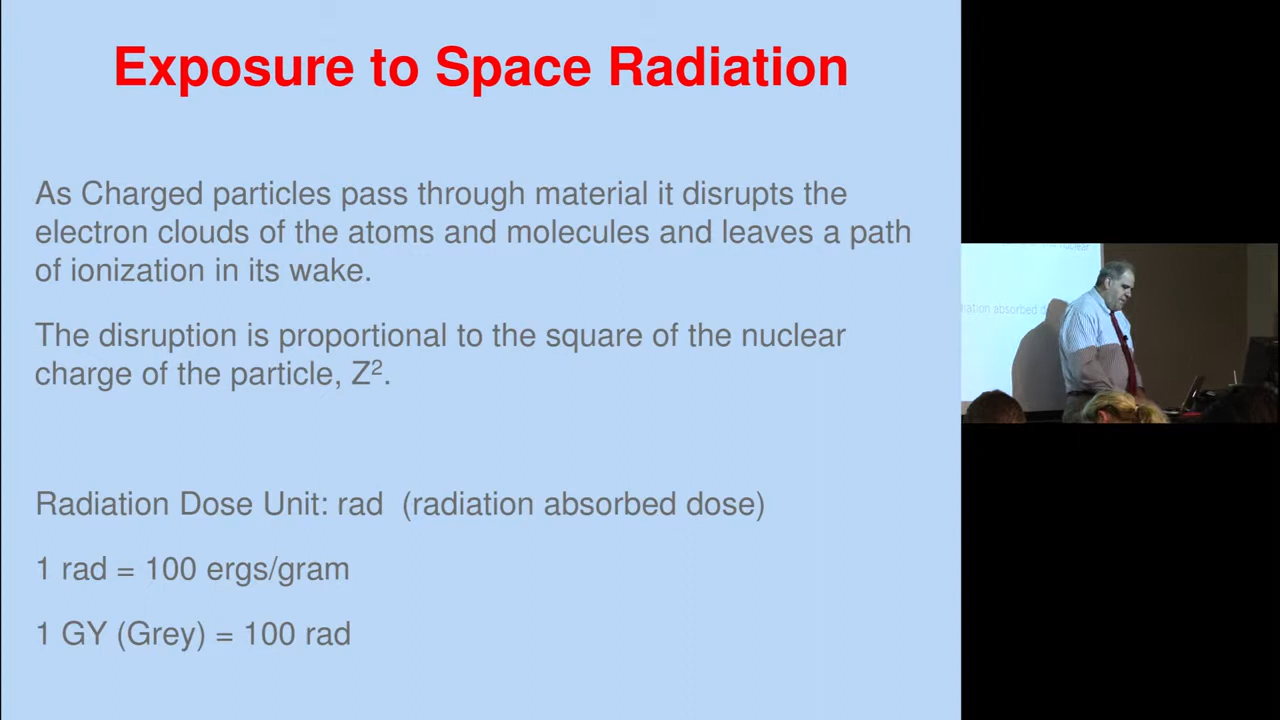 Exposure to Space Radiation
As Charged particles pass through material it disrupts the
electron clouds of the atoms and molecules and leaves a path
of ionization in its wake.
The disruption is proportional to the square of the nuclear
charge of the particle, Z².
Radiation Dose Unit: rad (radiation absorbed dose)
1 rad = 100 ergs/gram
1 GY (Grey) = 100 rad
nuclear
absorbed